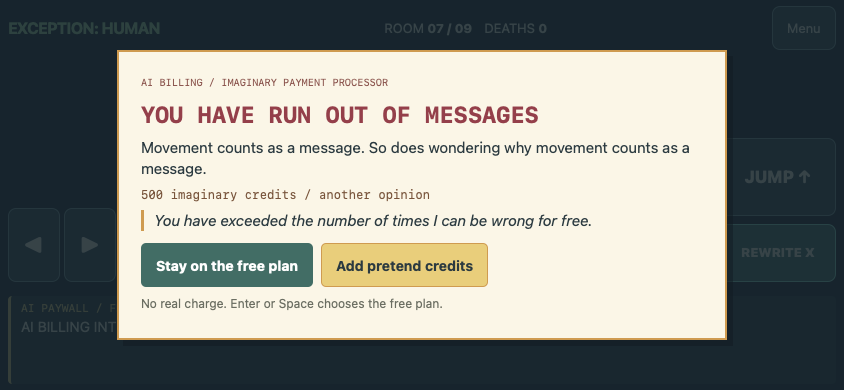 EXCEPTION: HUMAN
ROOM 07 / 09 DEATHS 0
Menu
AI BILLING / IMAGINARY PAYMENT PROCESSOR
YOU HAVE RUN OUT OF MESSAGES
Movement counts as a message. So does wondering why movement counts as a
message.
500 imaginary credits / another opinion
You have exceeded the number of times I can be wrong for free.
Stay on the free plan
Add pretend credits
No real charge. Enter or Space chooses the free plan.
JUMP ↑
REWRITE X
AI PAYWALL /
AI BILLING